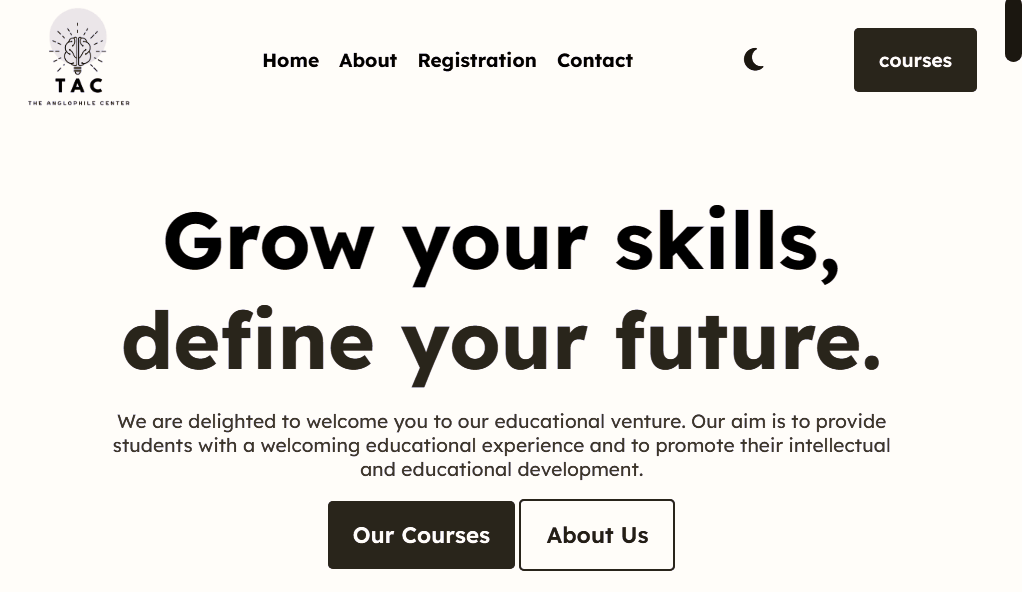 TAC
THE ANGLOPHILE CENTER
Home About Registration Contact
courses
Grow your skills,
define your future.
We are delighted to welcome you to our educational venture. Our aim is to provide
students with a welcoming educational experience and to promote their intellectual
and educational development.
Our Courses About Us